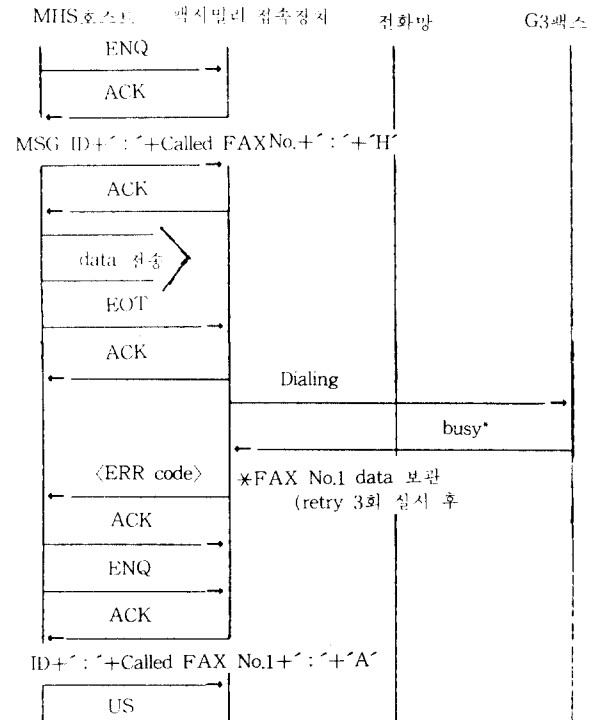 MHS호스트 팩시밀리 접속장치 전화망 G3팩스
ENQ
ACK
MSG ID+´:´+Called FAX No.+´:´+´H´
ACK
data 전송
EOT
ACK
Dialing
busy*
<ERR code> *FAX No.1 data 보관
(retry 3회 실시 후
ACK
ENQ
ACK
ID+´:´+Called FAX No.1+´:´+´A´
US